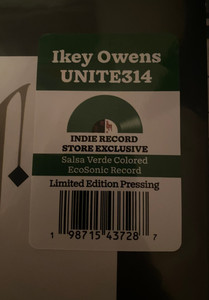 Ikey Owens
UNITE314
INDIE RECORD
STORE EXCLUSIVE
Salsa Verde Colored
EcoSonic Record
Limited Edition Pressing
1 98715 43728 7